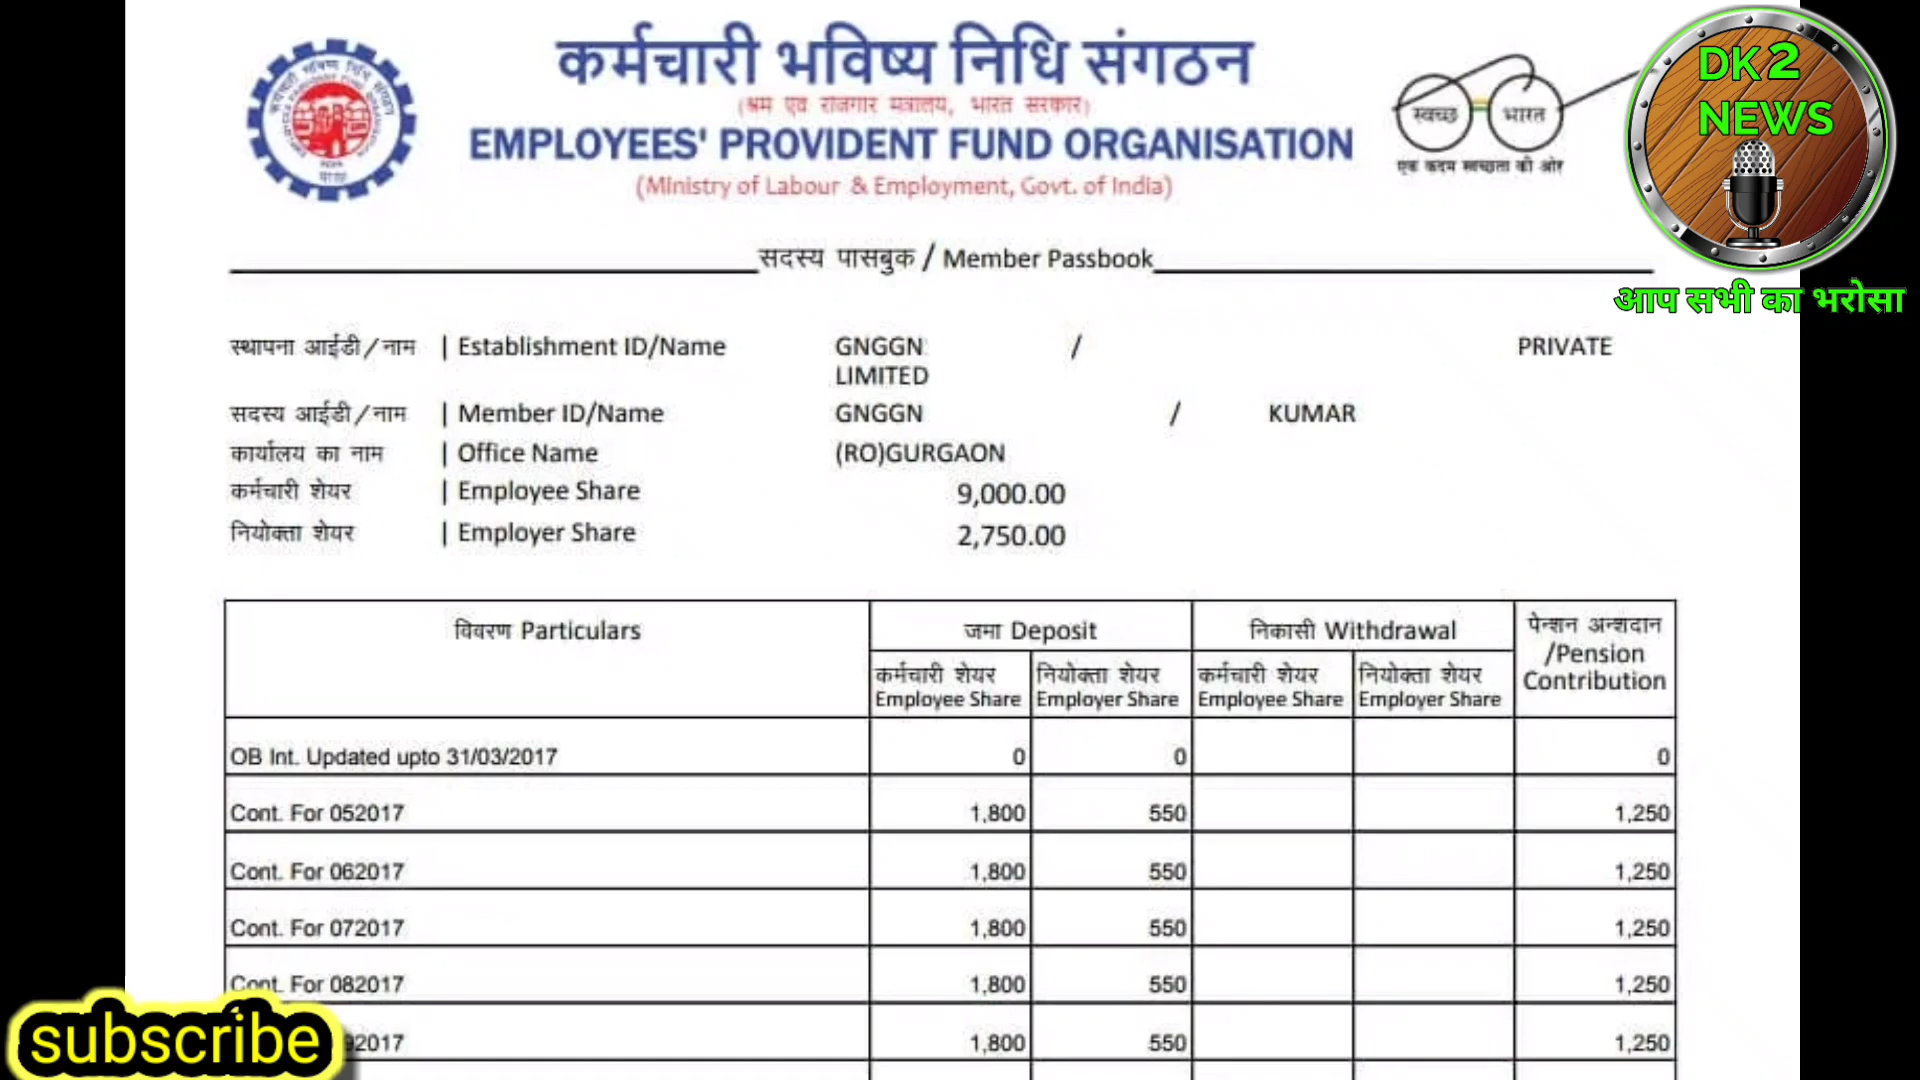 कर्मचारी भविष्य निधि संगठन
(श्रम एवं रोजगार मंत्रालय, भारत सरकार)
EMPLOYEES' PROVIDENT FUND ORGANISATION
(Ministry of Labour & Employment, Govt. of India)
स्वच्छ भारत
एक कदम स्वच्छता की ओर
DK2
NEWS
आप सभी का भरोसा
सदस्य पासबुक / Member Passbook
स्थापना आईडी/नाम | Establishment ID/Name GNGGN / PRIVATE
LIMITED
सदस्य आईडी/नाम | Member ID/Name GNGGN / KUMAR
कार्यालय का नाम | Office Name (RO)GURGAON
कर्मचारी शेयर | Employee Share 9,000.00
नियोक्ता शेयर | Employer Share 2,750.00
विवरण Particulars जमा Deposit निकासी Withdrawal पेन्शन अन्शदान
/Pension
Contribution
कर्मचारी शेयर नियोक्ता शेयर कर्मचारी शेयर नियोक्ता शेयर
Employee Share Employer Share Employee Share Employer Share
OB Int. Updated upto 31/03/2017 0 0 0
Cont. For 052017 1,800 550 1,250
Cont. For 062017 1,800 550 1,250
Cont. For 072017 1,800 550 1,250
Cont. For 082017 1,800 550 1,250
92017 1,800 550 1,250
subscribe